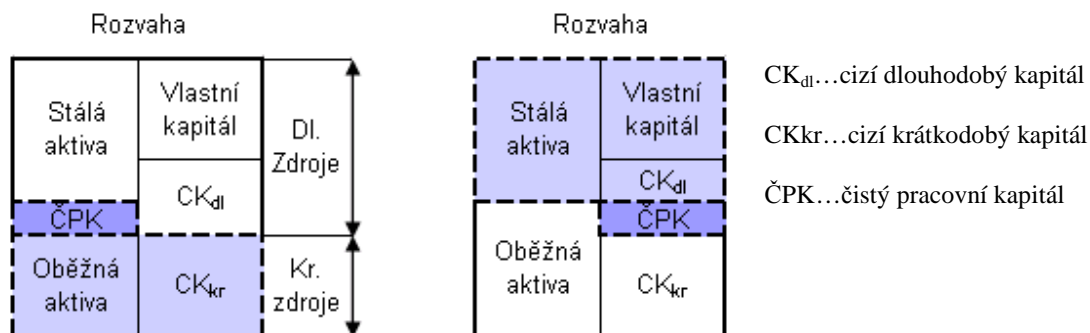 Rozvaha
Stálá
aktiva
Vlastní
kapitál
CKdl
Dl.
Zdroje
ČPK
Oběžná
aktiva
CKkr
Kr.
zdroje
Rozvaha
Stálá
aktiva
Vlastní
kapitál
CKdl
ČPK
Oběžná
aktiva
CKkr
CKdl…cizí dlouhodobý kapitál
CKkr…cizí krátkodobý kapitál
ČPK…čistý pracovní kapitál